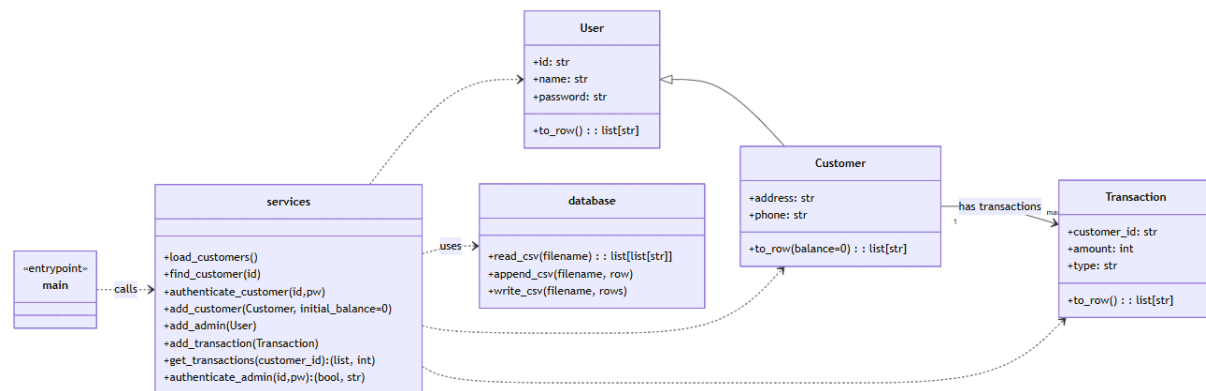 User
+id: str
+name: str
+password: str
+to_row() : : list[str]
Customer
+address: str
+phone: str
+to_row(balance=0) : : list[str]
has transactions
1
Transaction
+customer_id: str
+amount: int
+type: str
+to_row() : : list[str]
services
+load_customers()
+find_customer(id)
+authenticate_customer(id,pw)
+add_customer(Customer, initial_balance=0)
+add_admin(User)
+add_transaction(Transaction)
+get_transactions(customer_id):(list, int)
+authenticate_admin(id,pw):(bool, str)
uses
database
+read_csv(filename) : : list[list[str]]
+append_csv(filename, row)
+write_csv(filename, rows)
«entrypoint»
main
calls